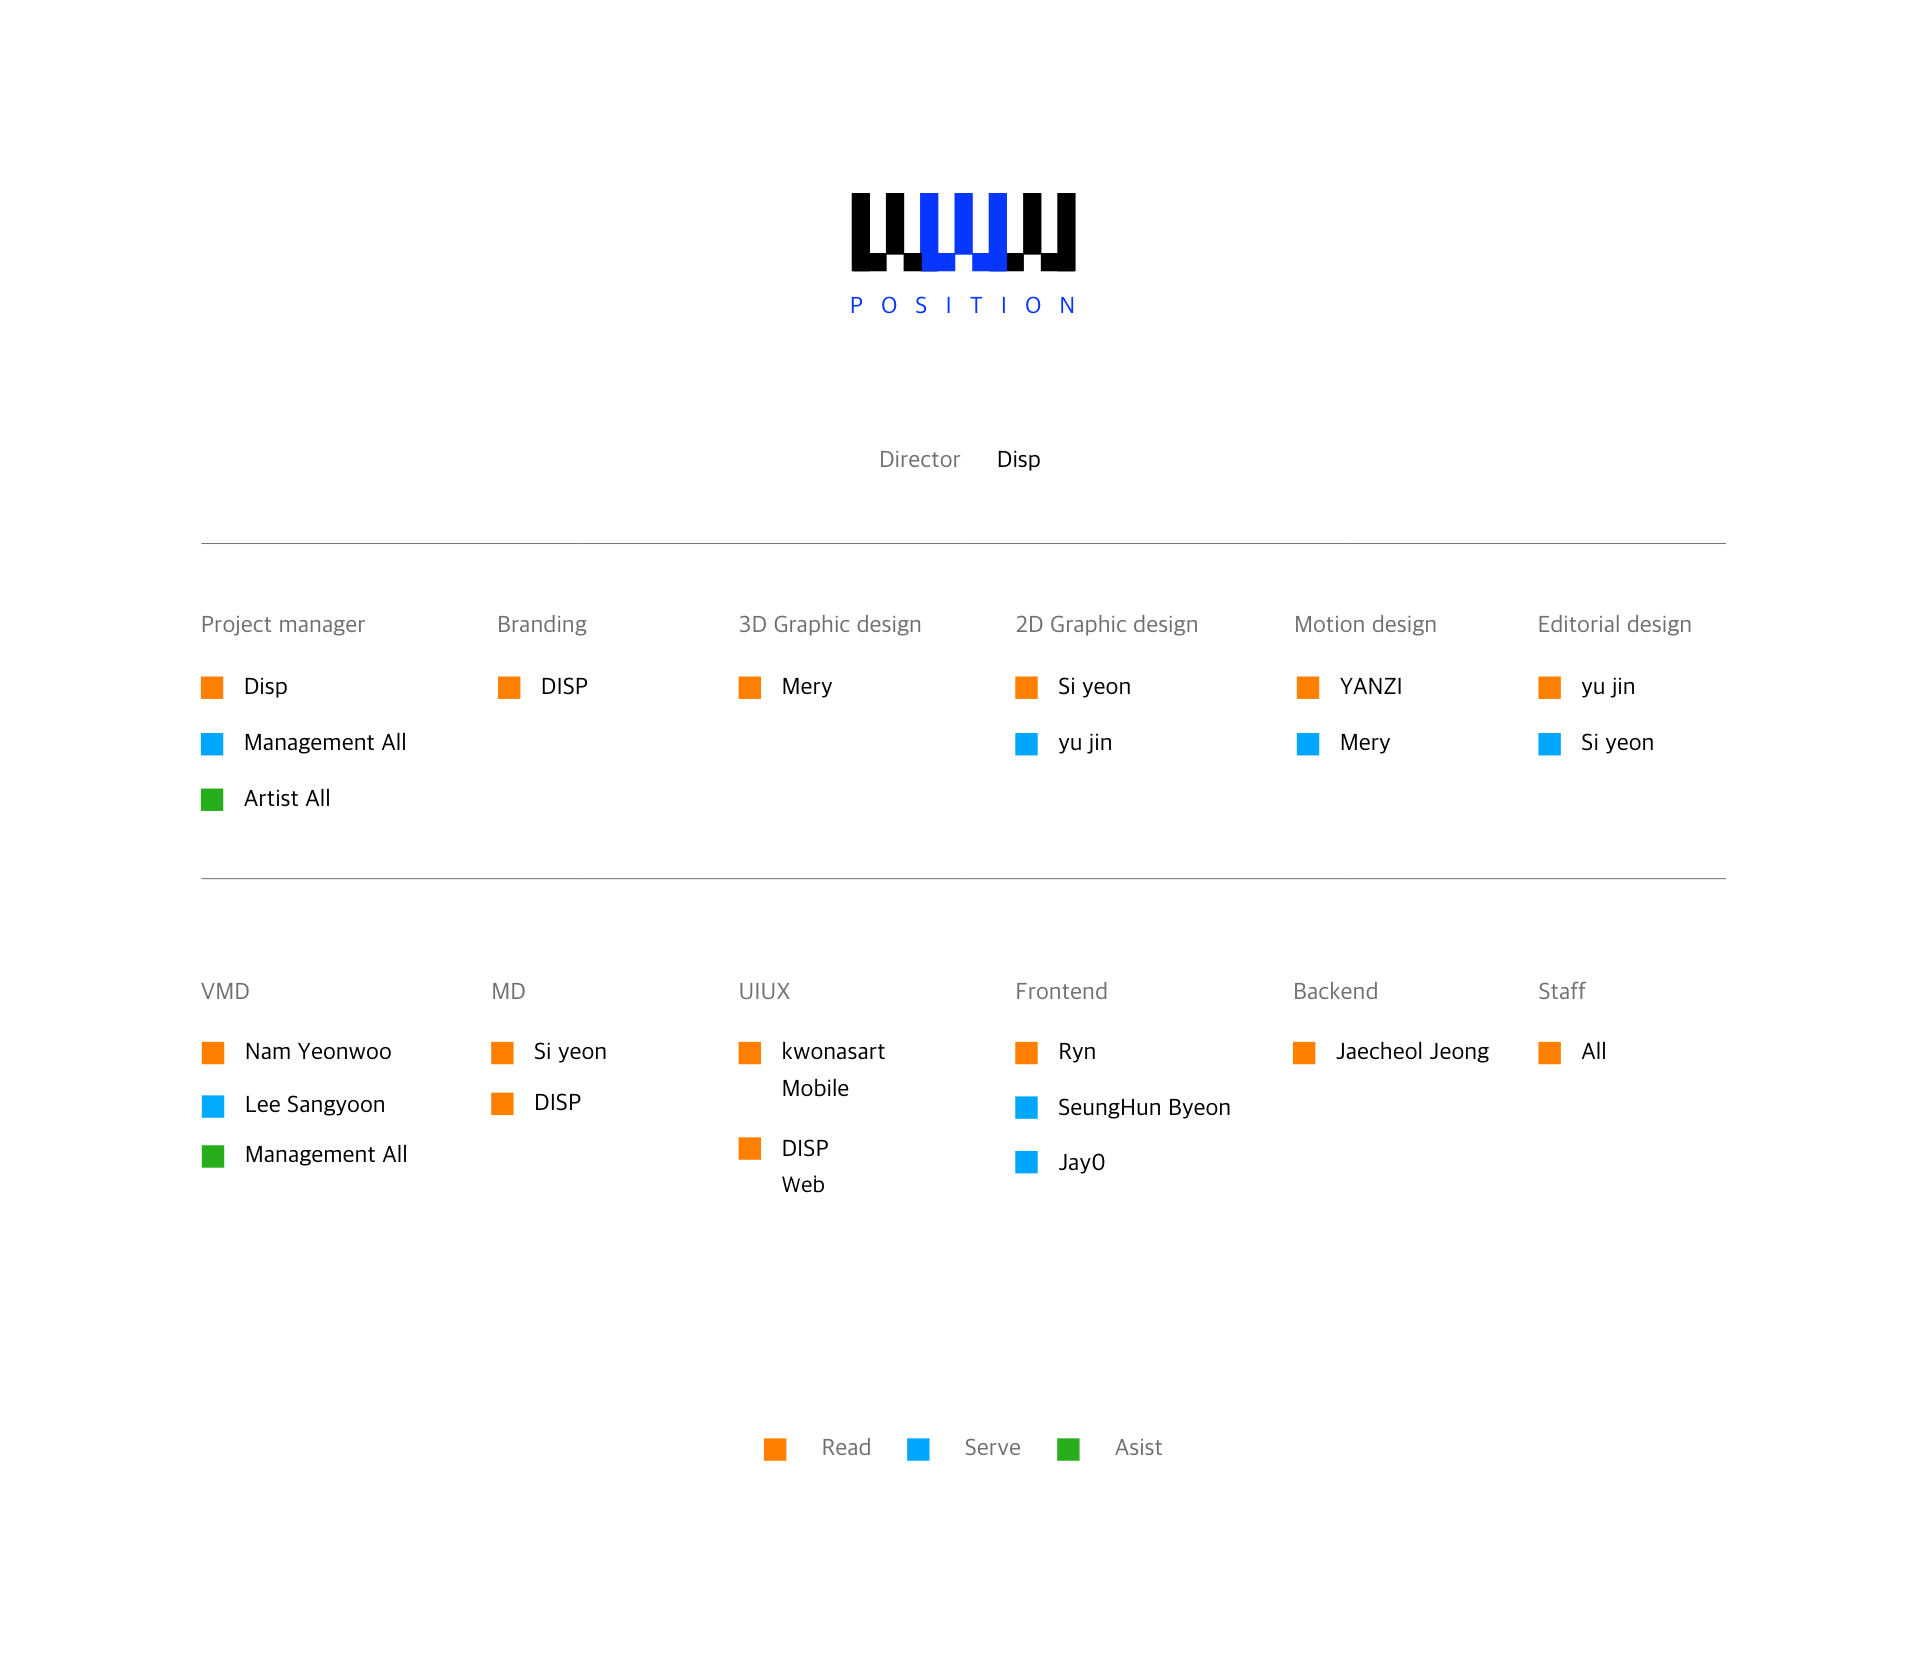 WWW
POSITION
Director Disp
Project manager
Disp
Management All
Artist All
Branding
DISP
3D Graphic design
Mery
2D Graphic design
Si yeon
yu jin
Motion design
YANZI
Mery
Editorial design
yu jin
Si yeon
VMD
Nam Yeonwoo
Lee Sangyoon
Management All
MD
Si yeon
DISP
UIUX
kwonasart
Mobile
DISP
Web
Frontend
Ryn
SeungHun Byeon
Jay0
Backend
Jaecheol Jeong
Staff
All
Read Serve Asist